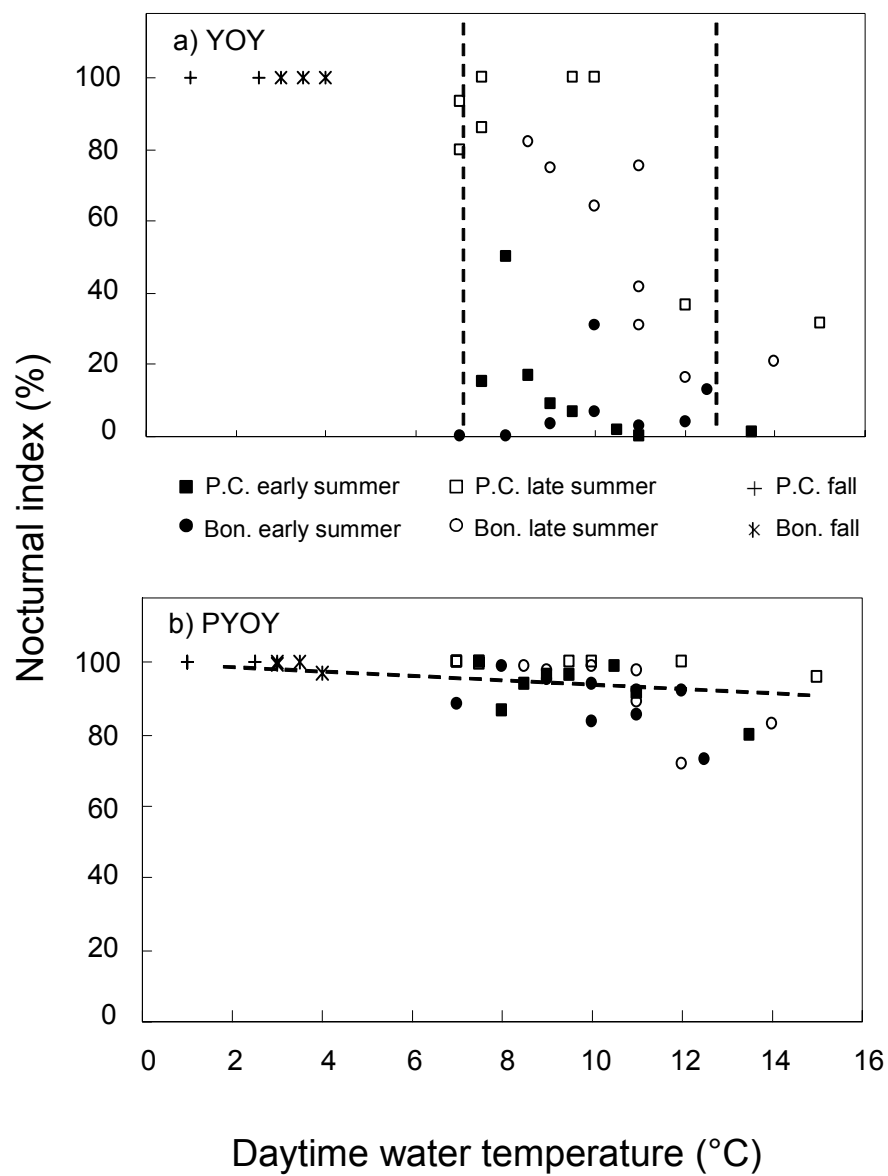 a) YOY
100
80
60
40
20
0
P.C. early summer P.C. late summer P.C. fall
Bon. early summer Bon. late summer Bon. fall
Nocturnal index (%)
b) PYOY
100
80
60
40
20
0
0 2 4 6 8 10 12 14 16
Daytime water temperature (°C)